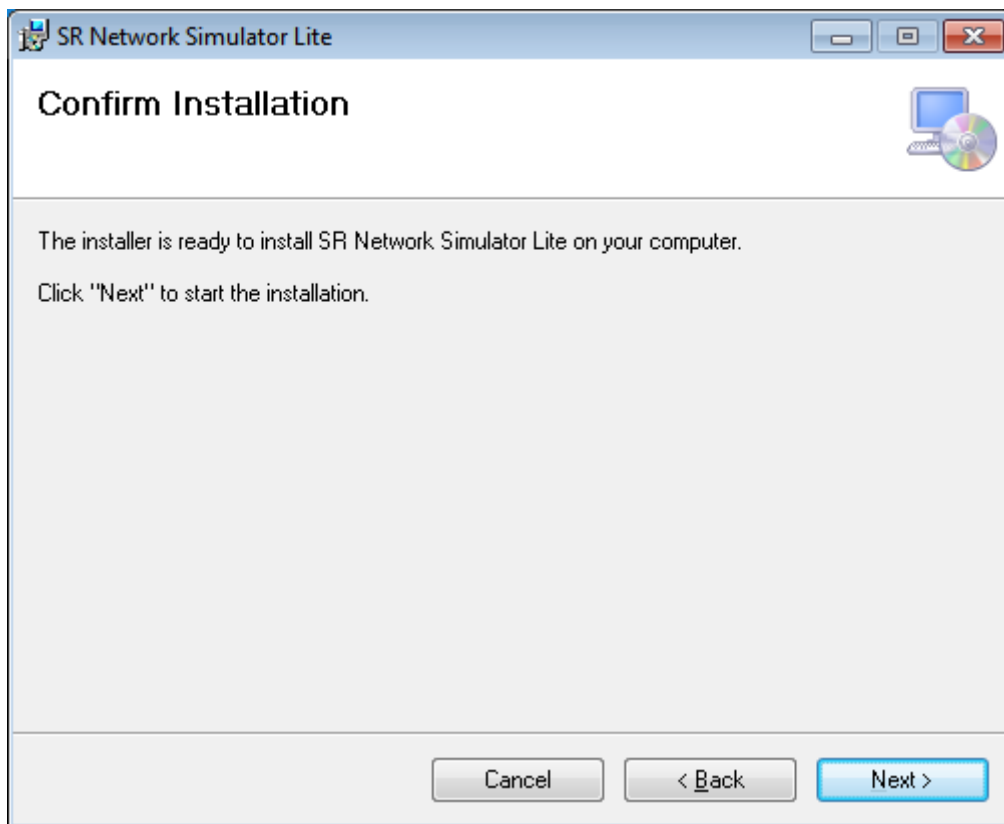 SR Network Simulator Lite
Confirm Installation
The installer is ready to install SR Network Simulator Lite on your computer.
Click "Next" to start the installation.
Cancel
< Back
Next >